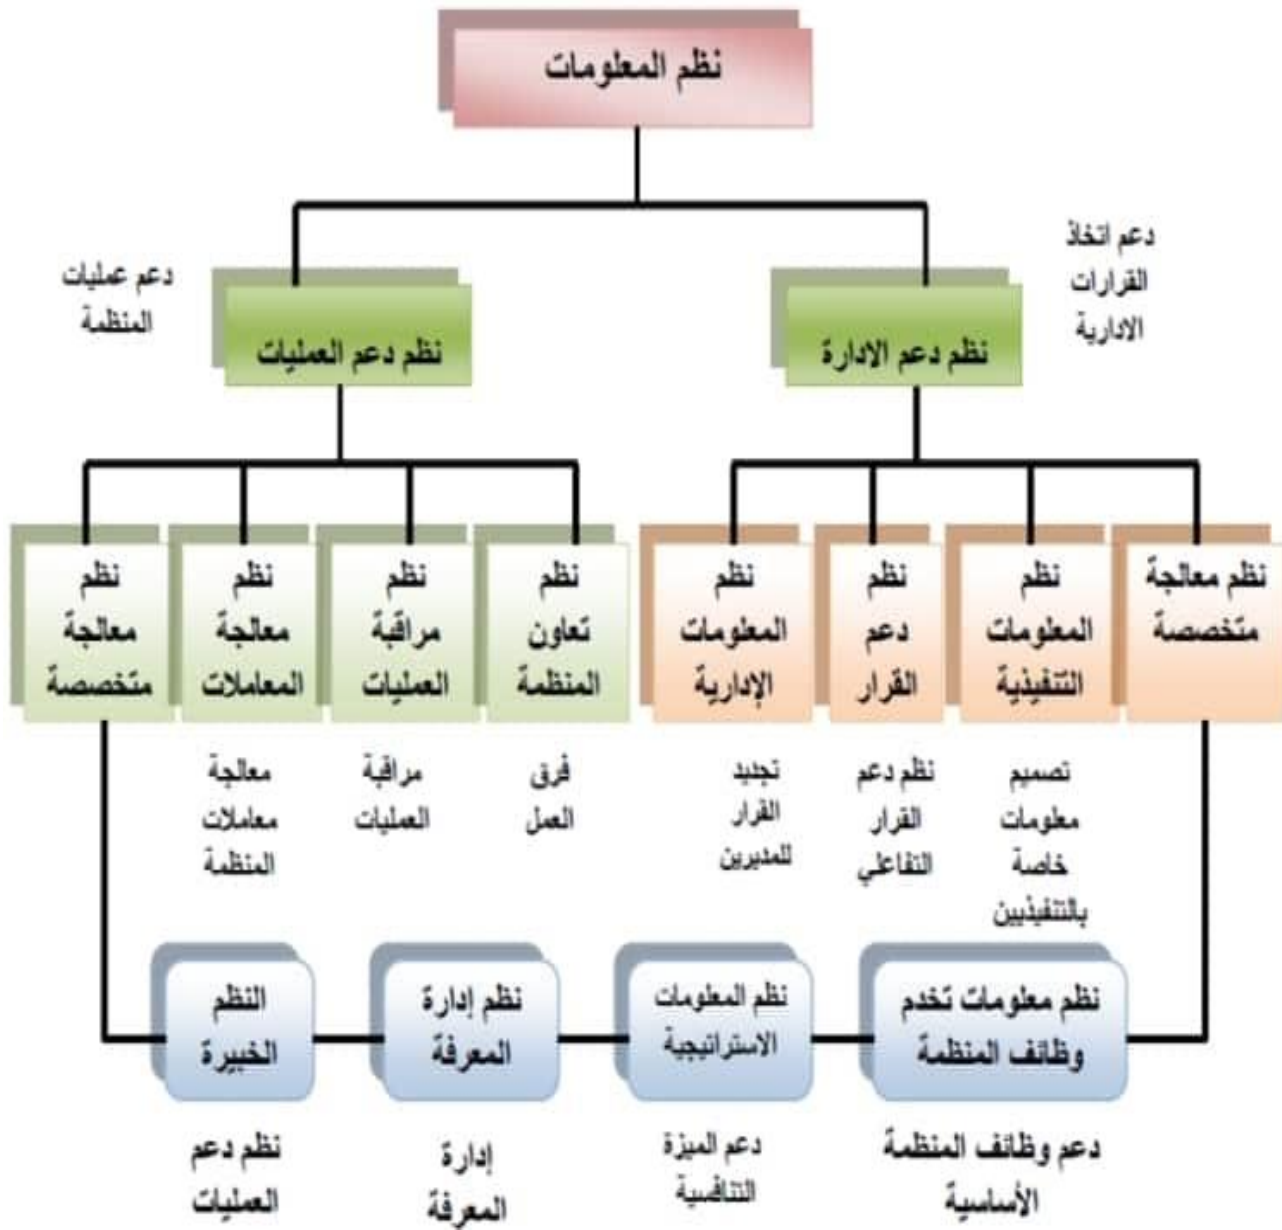 نظم المعلومات
دعم اتخاذ
القرارات
الادارية
نظم دعم الادارة
دعم عمليات
المنظمة
نظم دعم العمليات
نظم معالجة
متخصصة
نظم
المعلومات
التنفيذية
نظم
دعم
القرار
نظم
المعلومات
الإدارية
نظم
تعاون
المنظمة
نظم
مراقبة
العمليات
نظم
معالجة
المعاملات
نظم
معالجة
متخصصة
تصميم
معلومات
خاصة
بالتنفيذيين
نظم دعم
القرار
التفاعلي
تجديد
القرار
للمديرين
فرق
العمل
مراقبة
العمليات
معالجة
معاملات
المنظمة
نظم معلومات تخدم
وظائف المنظمة
نظم المعلومات
الاستراتيجية
نظم إدارة
المعرفة
النظم
الخبيرة
دعم وظائف المنظمة
الأساسية
دعم الميزة
التنافسية
إدارة
المعرفة
نظم دعم
العمليات